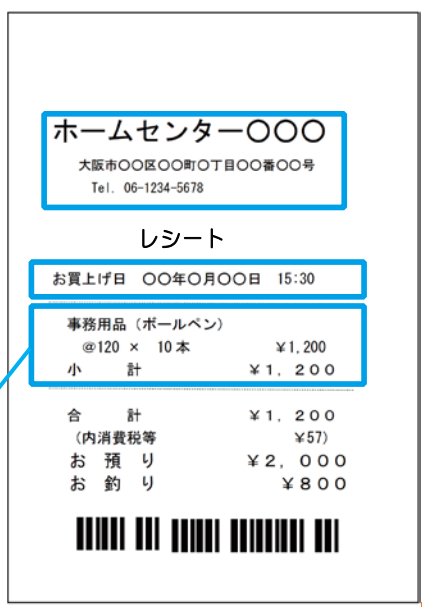 ホームセンター〇〇〇
大阪市〇〇区〇〇町〇丁目〇〇番〇〇号
Tel. 06-1234-5678
レシート
お買上げ日 〇〇年〇月〇〇日 15:30
事務用品（ボールペン）
@120 × 10本 ￥1,200
小 計 ￥1,200
合 計 ￥1,200
（内消費税等 ￥57）
お 預 り ￥2,000
お 釣 り ￥800